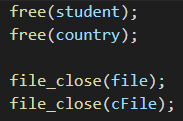 free(student);
free(country);
file_close(file);
file_close(cFile);